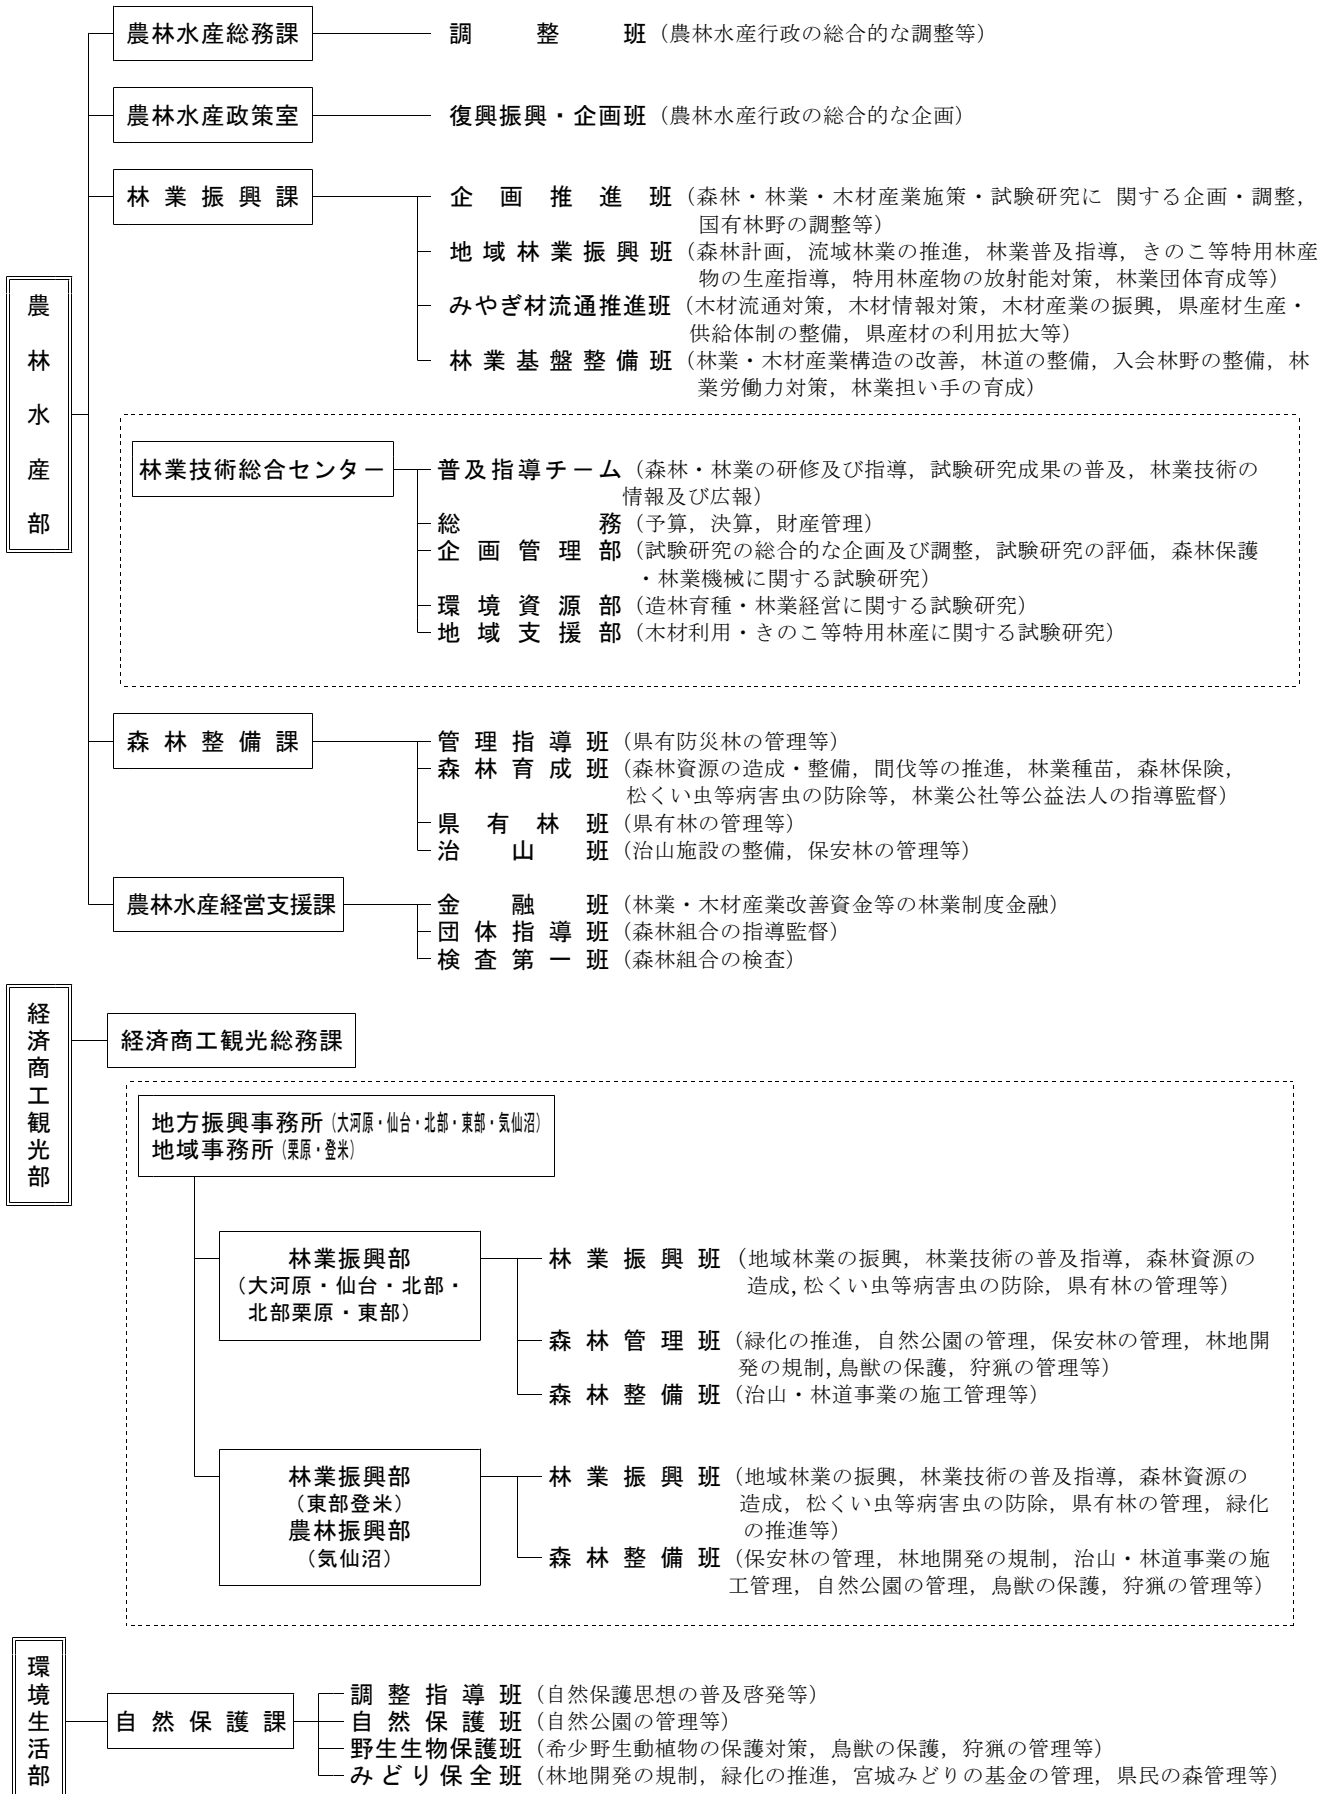 農林水産部
農林水産総務課
調整班（農林水産行政の総合的な調整等）
農林水産政策室
復興振興・企画班（農林水産行政の総合的な企画）
林業振興課
企画推進班（森林・林業・木材産業施策・試験研究に 関する企画・調整，
国有林野の調整等）
地域林業振興班（森林計画，流域林業の推進，林業普及指導，きのこ等特用林産
物の生産指導，特用林産物の放射能対策，林業団体育成等）
みやぎ材流通推進班（木材流通対策，木材情報対策，木材産業の振興，県産材生産・
供給体制の整備，県産材の利用拡大等）
林業基盤整備班（林業・木材産業構造の改善，林道の整備，入会林野の整備，林
業労働力対策，林業担い手の育成）
林業技術総合センター
普及指導チーム（森林・林業の研修及び指導，試験研究成果の普及，林業技術の
情報及び広報）
総務（予算，決算，財産管理）
企画管理部（試験研究の総合的な企画及び調整，試験研究の評価，森林保護
・林業機械に関する試験研究）
環境資源部（造林育種・林業経営に関する試験研究）
地域支援部（木材利用・きのこ等特用林産に関する試験研究）
森林整備課
管理指導班（県有防災林の管理等）
森林育成班（森林資源の造成・整備，間伐等の推進，林業種苗，森林保険，
松くい虫等病害虫の防除等，林業公社等公益法人の指導監督）
県有林班（県有林の管理等）
治山班（治山施設の整備，保安林の管理等）
農林水産経営支援課
金融班（林業・木材産業改善資金等の林業制度金融）
団体指導班（森林組合の指導監督）
検査第一班（森林組合の検査）
経済商工観光部
経済商工観光総務課
地方振興事務所（大河原・仙台・北部・東部・気仙沼）
地域事務所（栗原・登米）
林業振興部
（大河原・仙台・北部・
北部栗原・東部）
林業振興班（地域林業の振興，林業技術の普及指導，森林資源の
造成，松くい虫等病害虫の防除，県有林の管理等）
森林管理班（緑化の推進，自然公園の管理，保安林の管理，林地開
発の規制，鳥獣の保護，狩猟の管理等）
森林整備班（治山・林道事業の施工管理等）
林業振興部
（東部登米）
農林振興部
（気仙沼）
林業振興班（地域林業の振興，林業技術の普及指導，森林資源の
造成，松くい虫等病害虫の防除，県有林の管理，緑化
の推進等）
森林整備班（保安林の管理，林地開発の規制，治山・林道事業の施
工管理，自然公園の管理，鳥獣の保護，狩猟の管理等）
環境生活部
自然保護課
調整指導班（自然保護思想の普及啓発等）
自然保護班（自然公園の管理等）
野生生物保護班（希少野生動植物の保護対策，鳥獣の保護，狩猟の管理等）
みどり保全班（林地開発の規制，緑化の推進，宮城みどりの基金の管理，県民の森管理等）